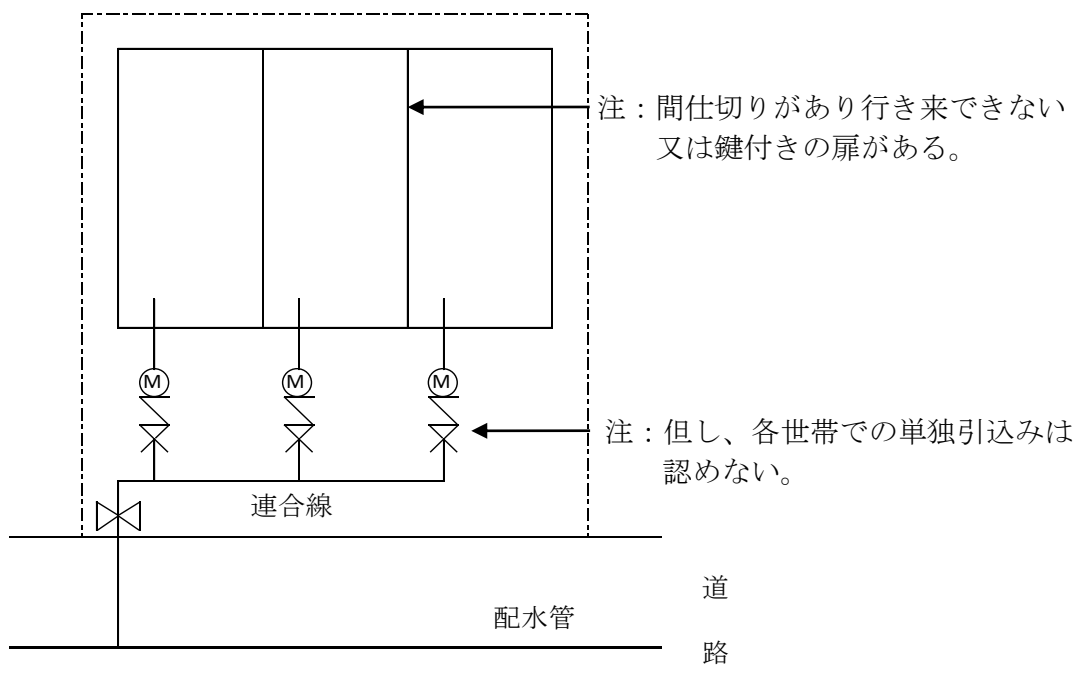 注：間仕切りがあり行き来できない
又は鍵付きの扉がある。
M M M
注：但し、各世帯での単独引込みは
認めない。
連合線
道
配水管
路